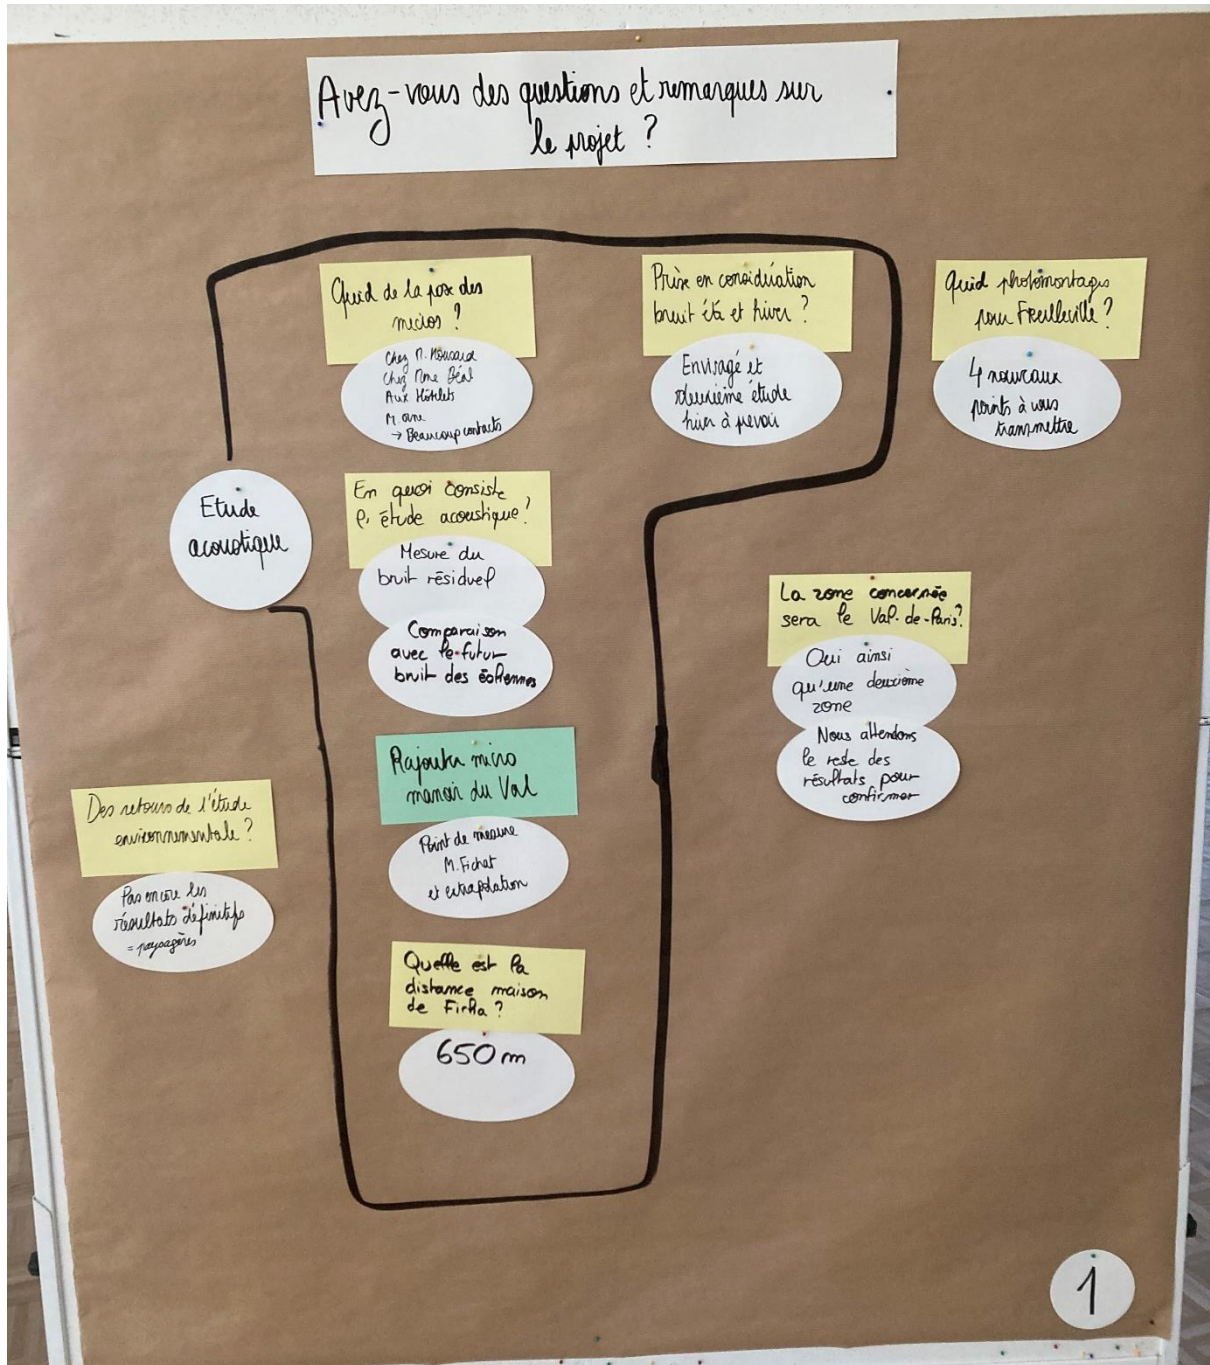 Avez-vous des questions et remarques sur
le projet ?
Quid de la pose des
micros ?
Chez M. Housard
Chez Mme Béal
Aux Hôtelets
M.
→ Beaucoup contacts
Prise en considération
bruit été et hiver ?
Envisagé et
deuxième étude
hiver à prévoir
Quid photomontages
pour Freulleville ?
4 nouveaux
points à vous
transmettre
Etude
acoustique
En quoi consiste
l'étude acoustique ?
Mesure du
bruit résiduel
Comparaison
avec le futur
bruit des éoliennes
La zone concernée
sera le Val-de-Paris ?
Oui ainsi
qu'une deuxième
zone
Nous attendons
le reste des
résultats pour
confirmer
Rajouter micro
manoir du Val
Point de mesure
M. Fichat
et extrapolation
Des retours de l'étude
environnementale ?
Pas encore les
résultats définitifs
= paysagères
Quelle est la
distance maison
de Firha ?
650 m
1